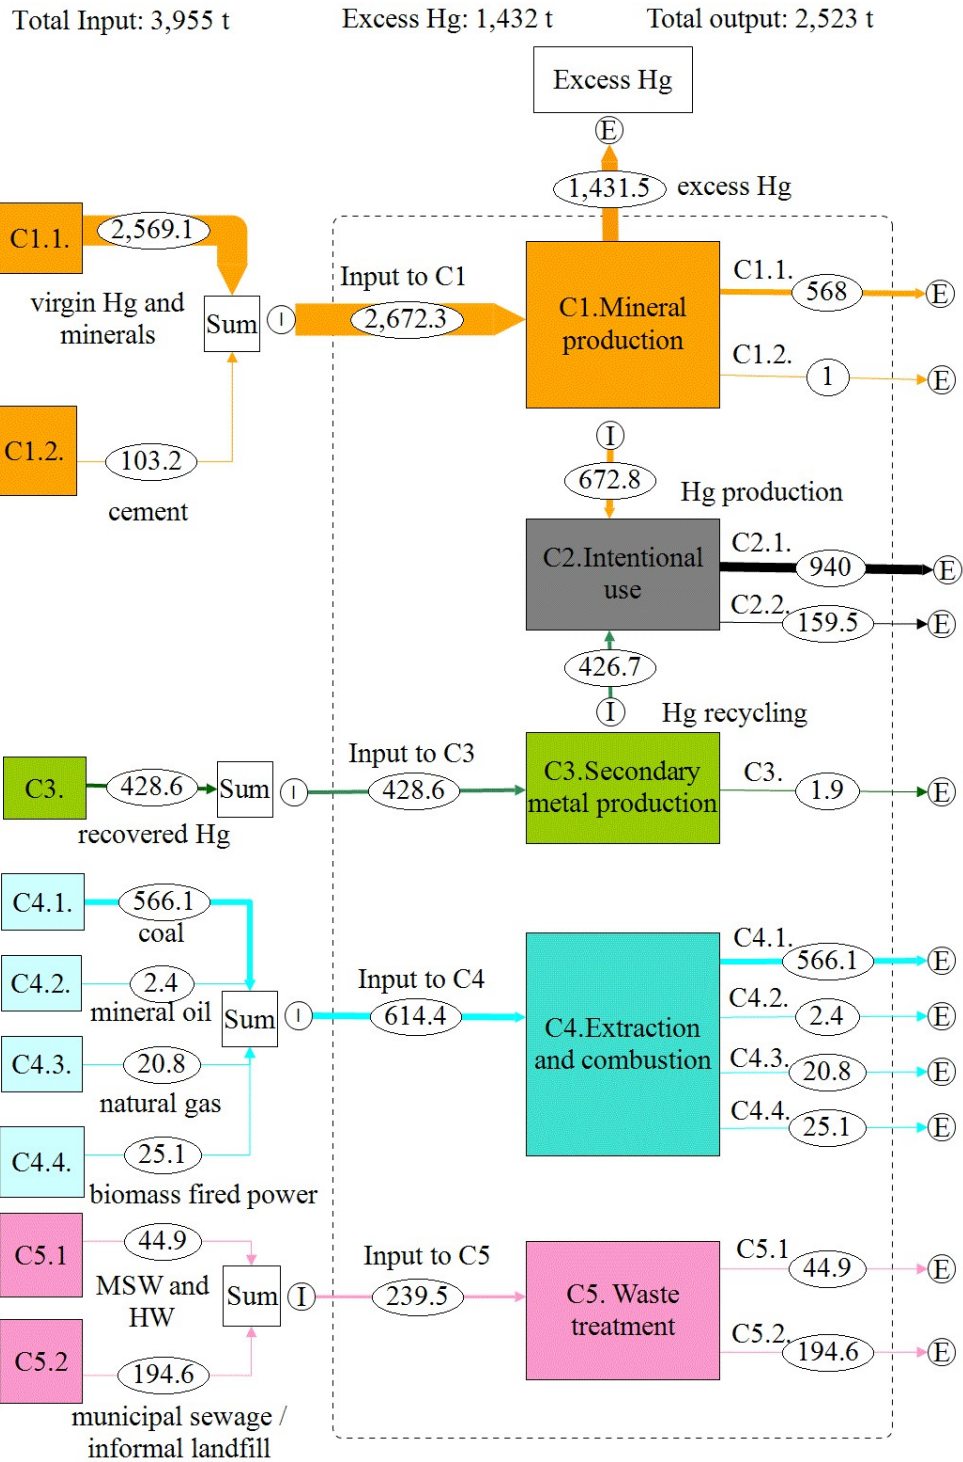 Total Input: 3,955 t
Excess Hg: 1,432 t
Total output: 2,523 t
Excess Hg
E
1,431.5
excess Hg
C1.1.
2,569.1
virgin Hg and
minerals
Sum
I
Input to C1
2,672.3
C1.Mineral
production
C1.1.
568
E
C1.2.
1
E
C1.2.
103.2
cement
I
672.8
Hg production
C2.Intentional
use
C2.1.
940
E
C2.2.
159.5
E
426.7
I
Hg recycling
C3.
428.6
recovered Hg
Sum
I
Input to C3
428.6
C3.Secondary
metal production
C3.
1.9
E
C4.1.
566.1
coal
C4.2.
2.4
mineral oil
Sum
I
C4.3.
20.8
natural gas
C4.4.
25.1
biomass fired power
Input to C4
614.4
C4.Extraction
and combustion
C4.1.
566.1
E
C4.2.
2.4
E
C4.3.
20.8
E
C4.4.
25.1
E
C5.1
44.9
MSW and
HW
Sum
I
C5.2
194.6
municipal sewage /
informal landfill
Input to C5
239.5
C5. Waste
treatment
C5.1
44.9
E
C5.2.
194.6
E